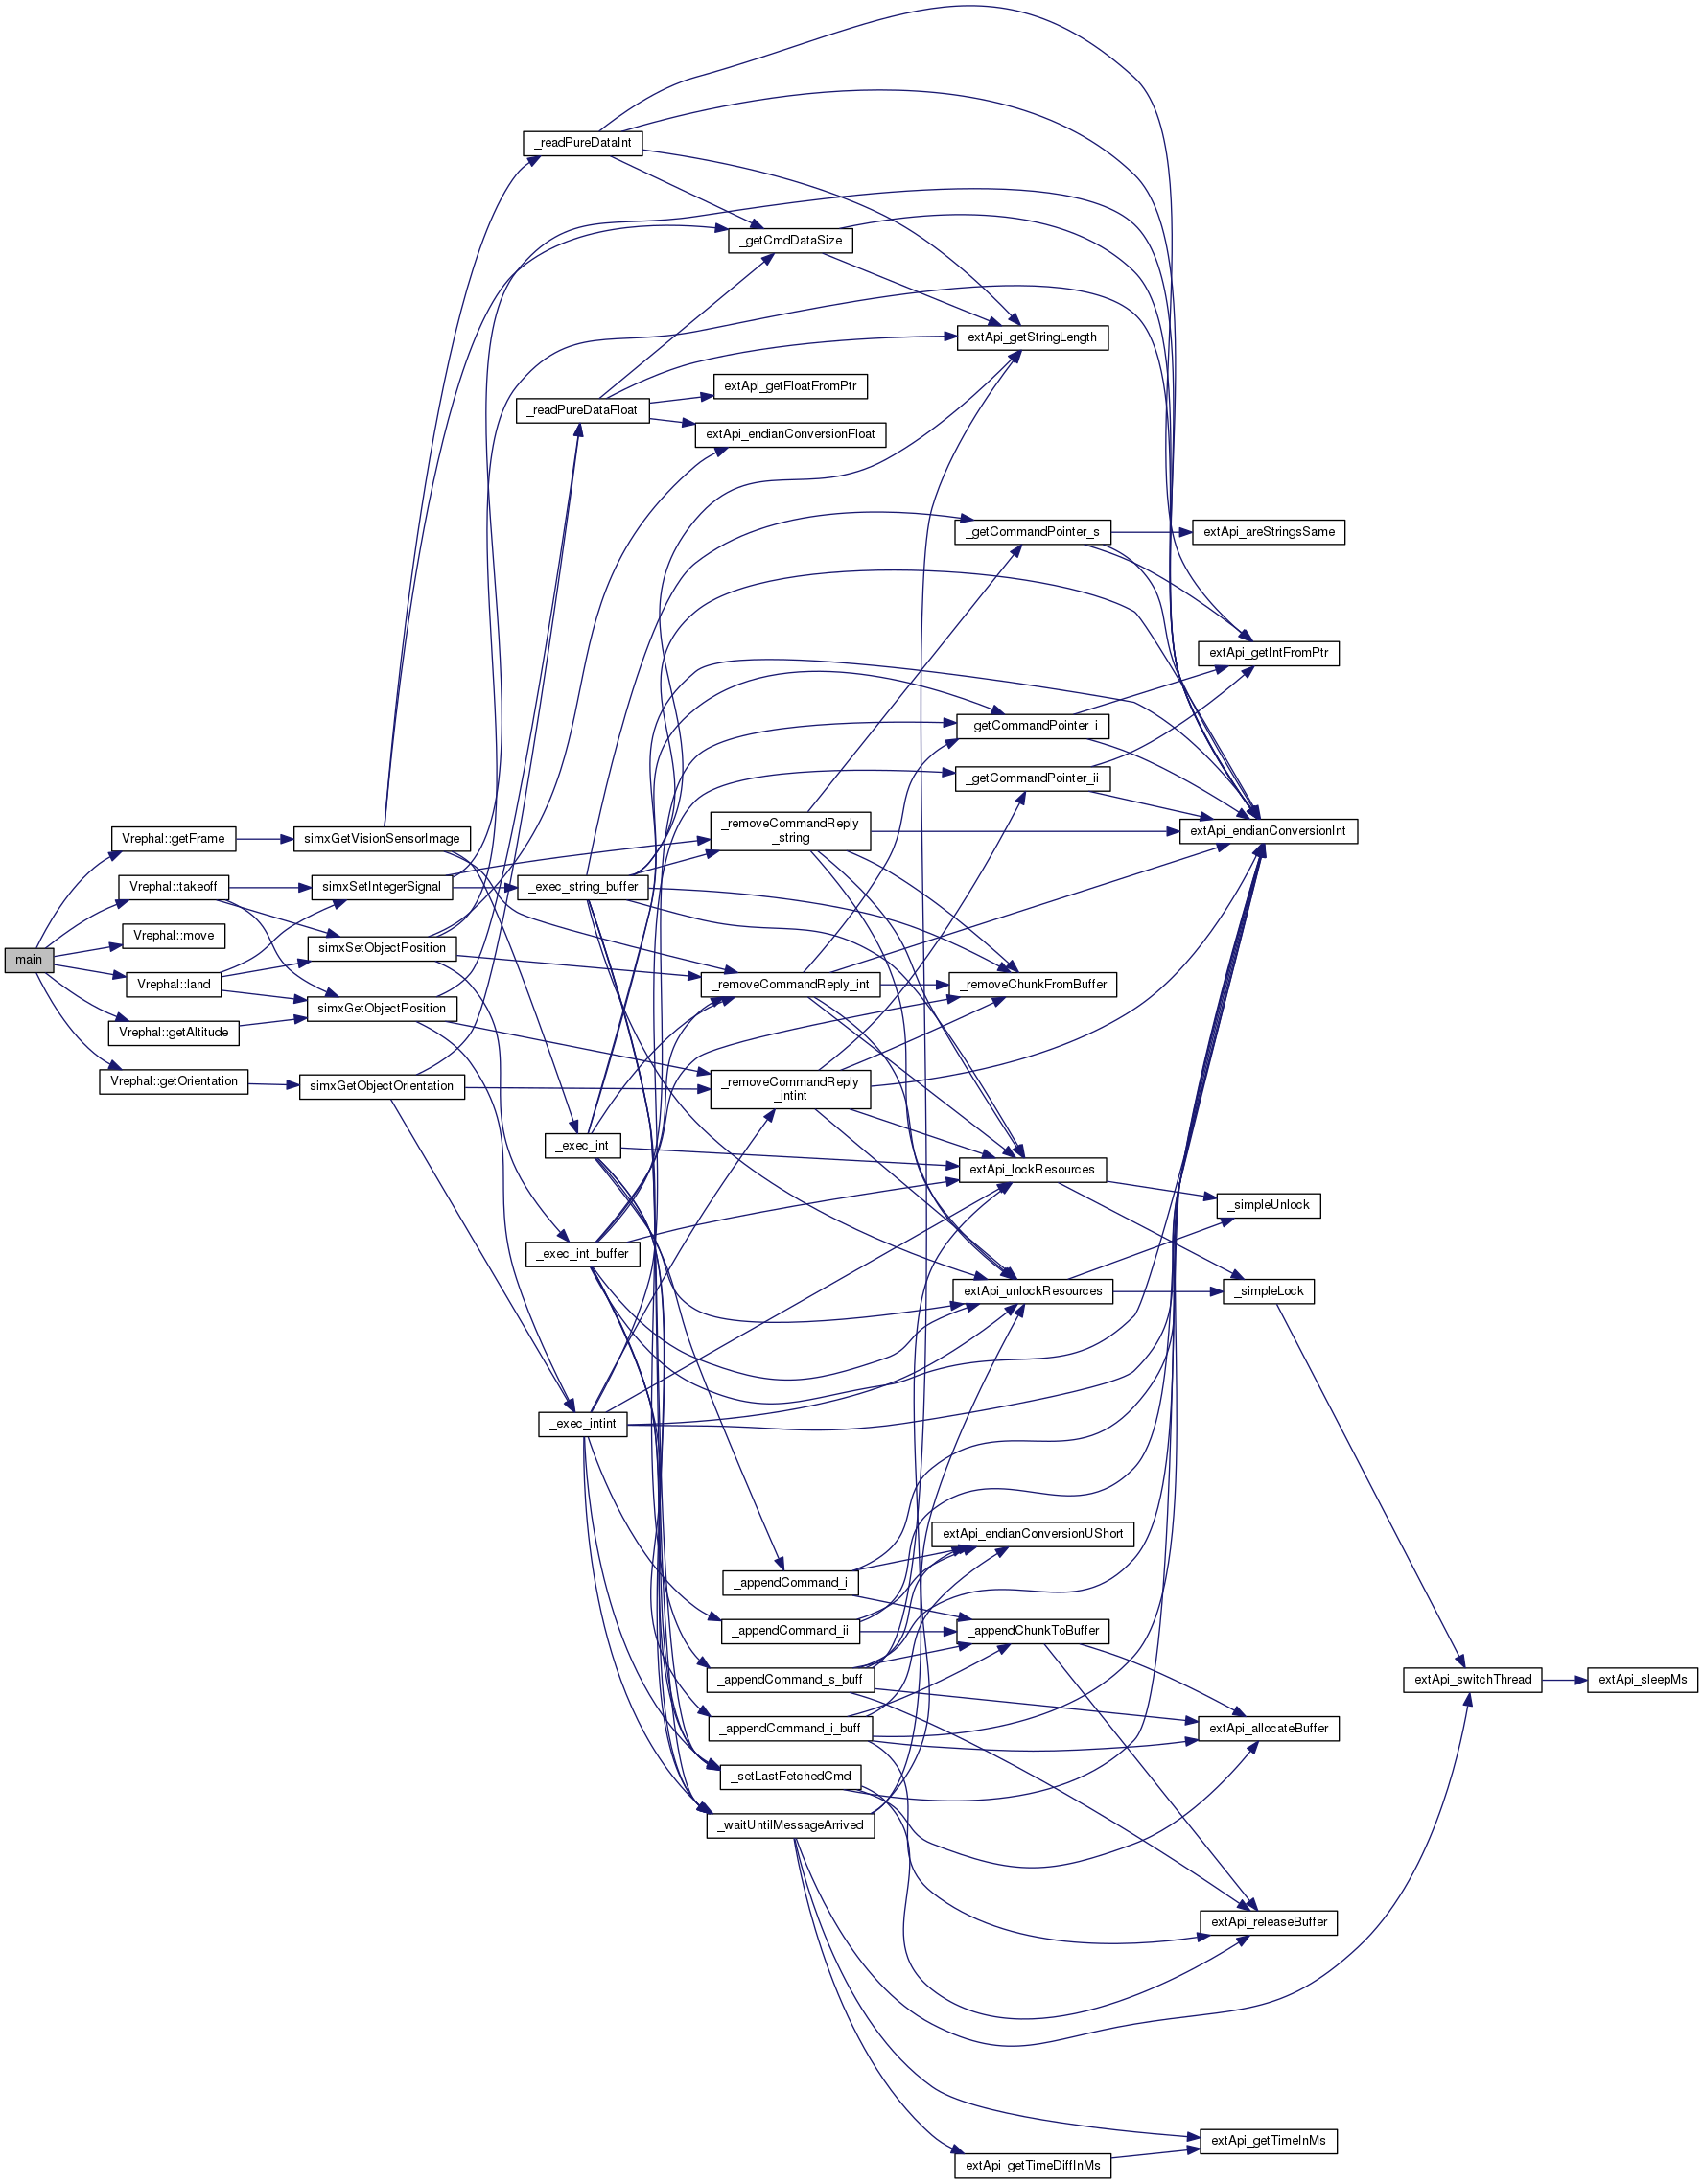 _readPureDataInt
_getCmdDataSize
extApi_getStringLength
extApi_getFloatFromPtr
_readPureDataFloat
extApi_endianConversionFloat
_getCommandPointer_s
extApi_areStringsSame
extApi_getIntFromPtr
_getCommandPointer_i
_getCommandPointer_ii
Vrephal::getFrame
simxGetVisionSensorImage
_removeCommandReply
_string
extApi_endianConversionInt
Vrephal::takeoff
simxSetIntegerSignal
_exec_string_buffer
Vrephal::move
simxSetObjectPosition
main
Vrephal::land
_removeCommandReply_int
_removeChunkFromBuffer
simxGetObjectPosition
Vrephal::getAltitude
Vrephal::getOrientation
simxGetObjectOrientation
_removeCommandReply
_intint
_exec_int
extApi_lockResources
_simpleUnlock
_exec_int_buffer
extApi_unlockResources
_simpleLock
_exec_intint
extApi_endianConversionUShort
_appendCommand_i
_appendCommand_ii
_appendChunkToBuffer
_appendCommand_s_buff
extApi_switchThread
extApi_sleepMs
_appendCommand_i_buff
extApi_allocateBuffer
_setLastFetchedCmd
_waitUntilMessageArrived
extApi_releaseBuffer
extApi_getTimeInMs
extApi_getTimeDiffInMs